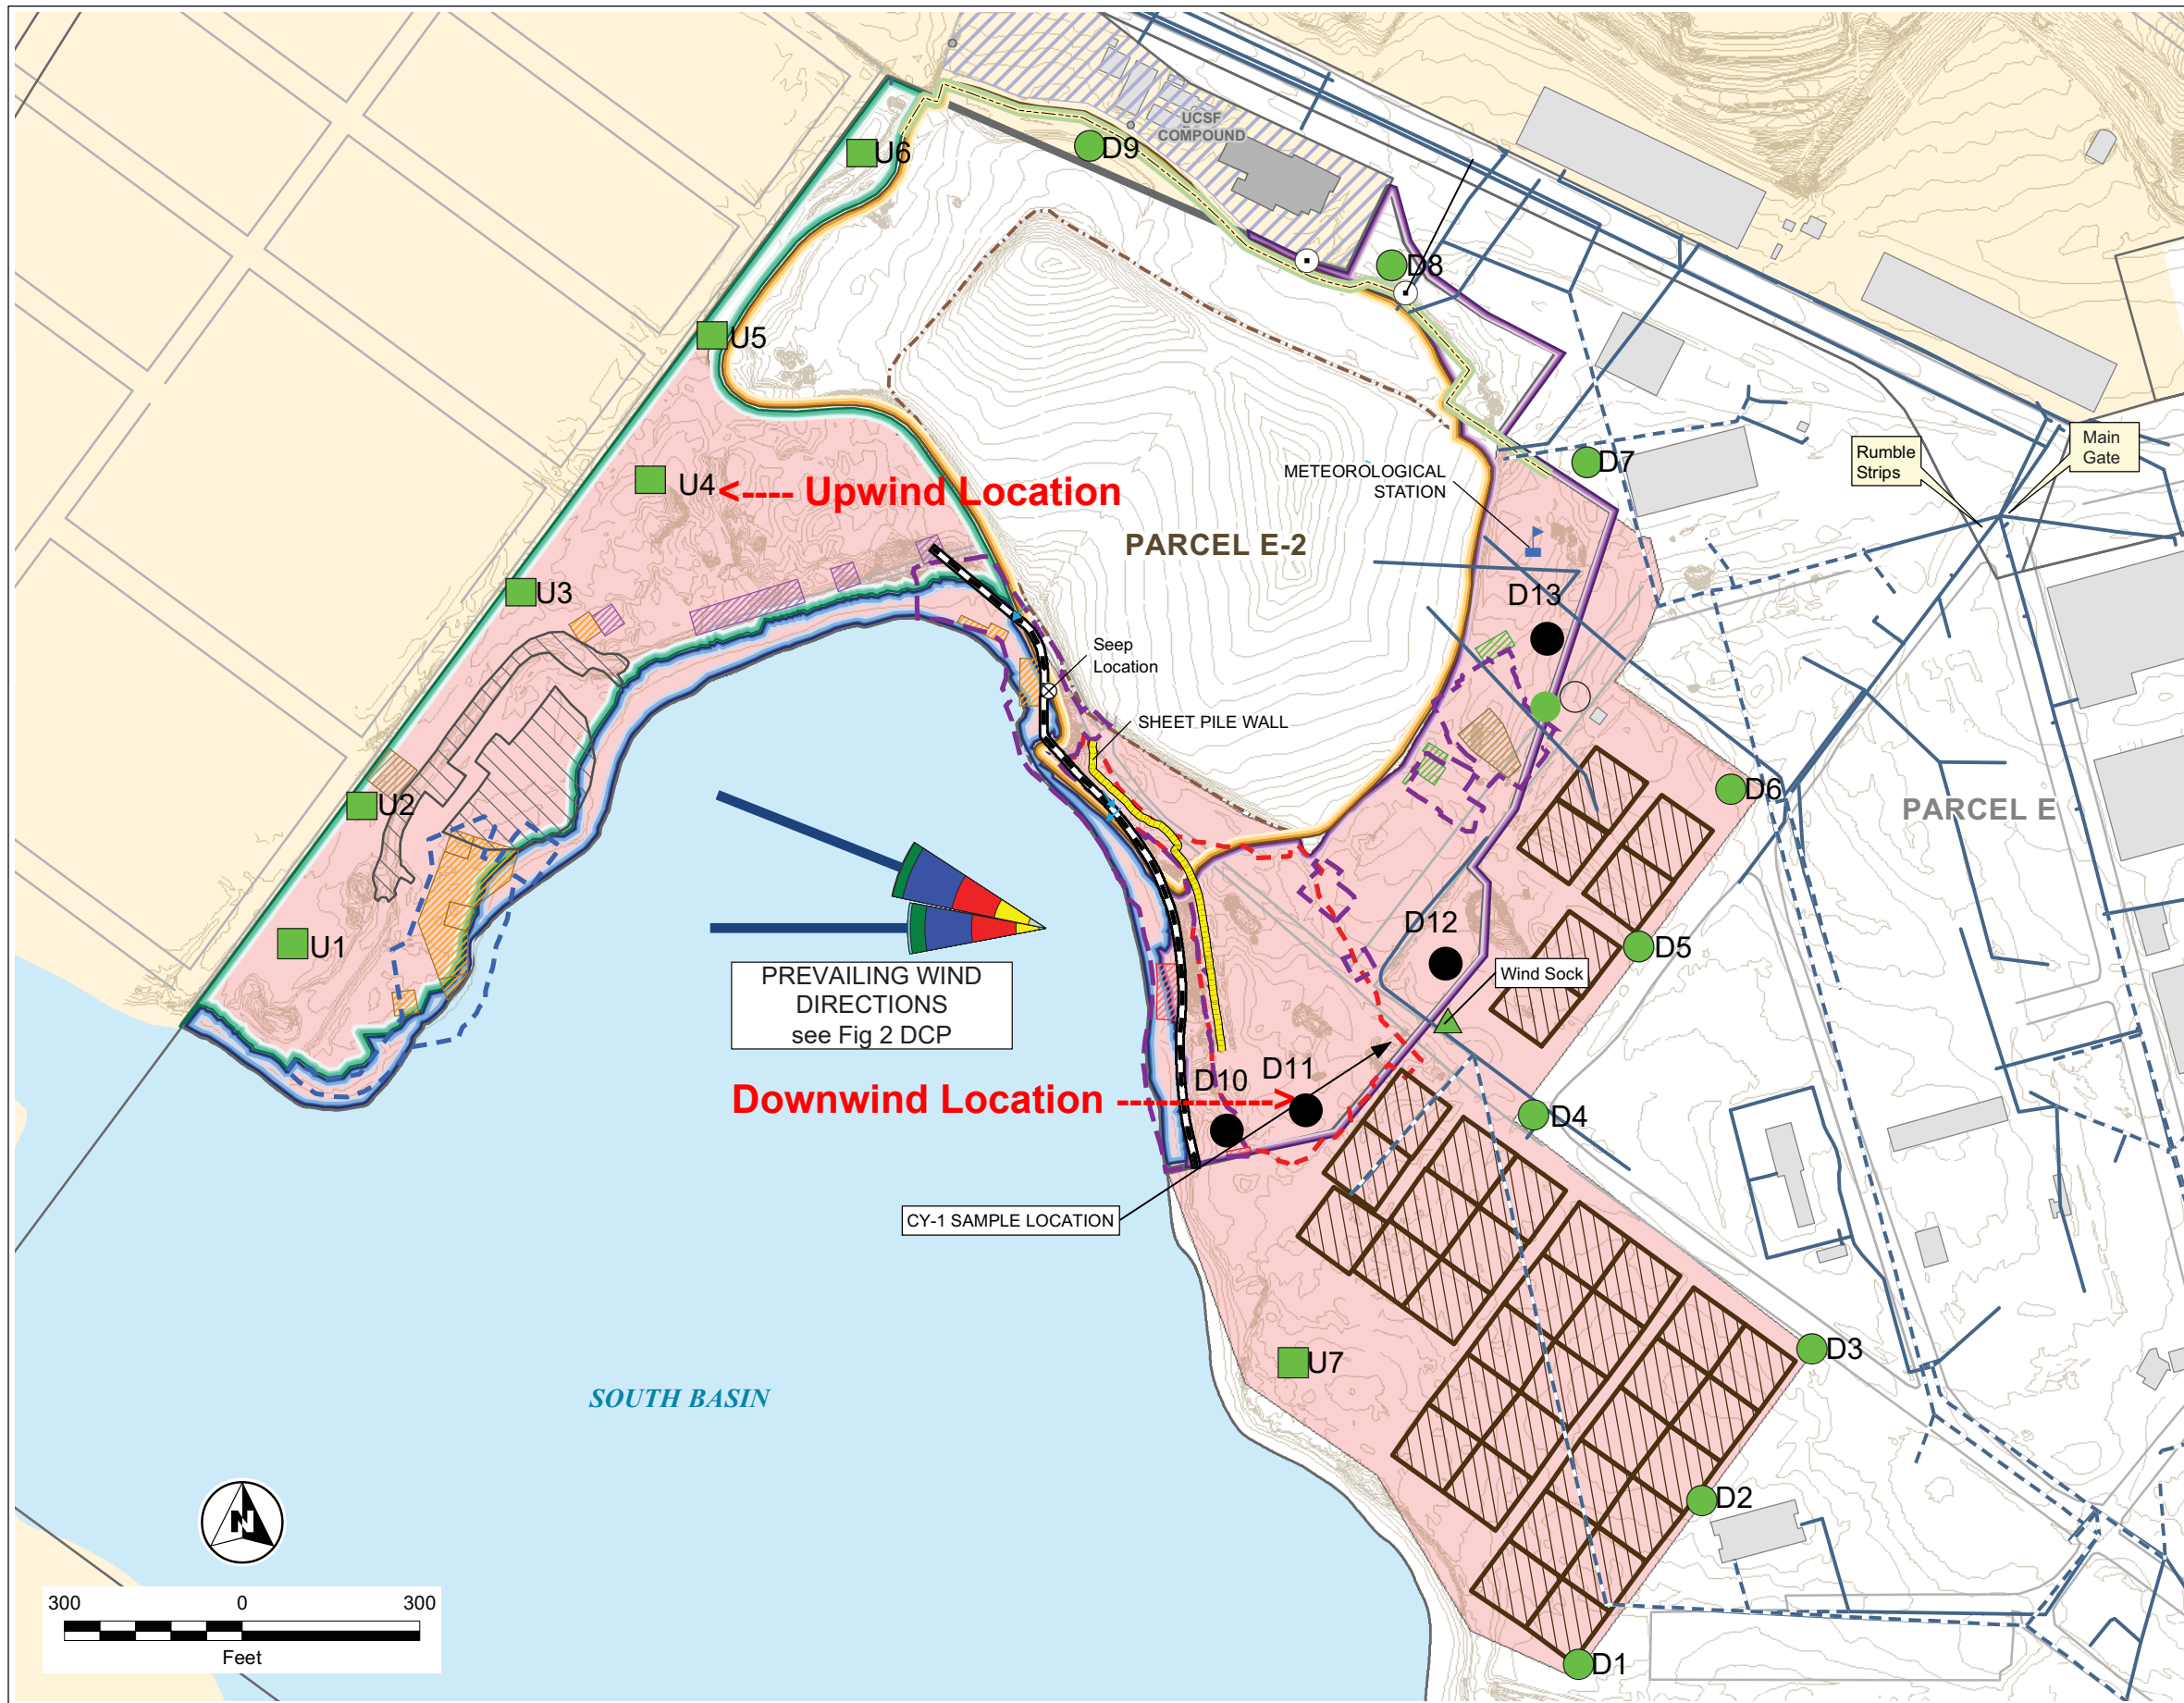 UCSF
COMPOUND
U6
D9
D8
U5
D7
Rumble
Strips
Main
Gate
METEOROLOGICAL
STATION
U4 <---- Upwind Location
PARCEL E-2
U3
D13
Seep
Location
SHEET PILE WALL
U2
D6
PARCEL E
U1
D12
D5
Wind Sock
PREVAILING WIND
DIRECTIONS
see Fig 2 DCP
D10
D11
Downwind Location ------------->
D4
CY-1 SAMPLE LOCATION
U7
D3
SOUTH BASIN
D2
N
300 0 300
Feet
D1